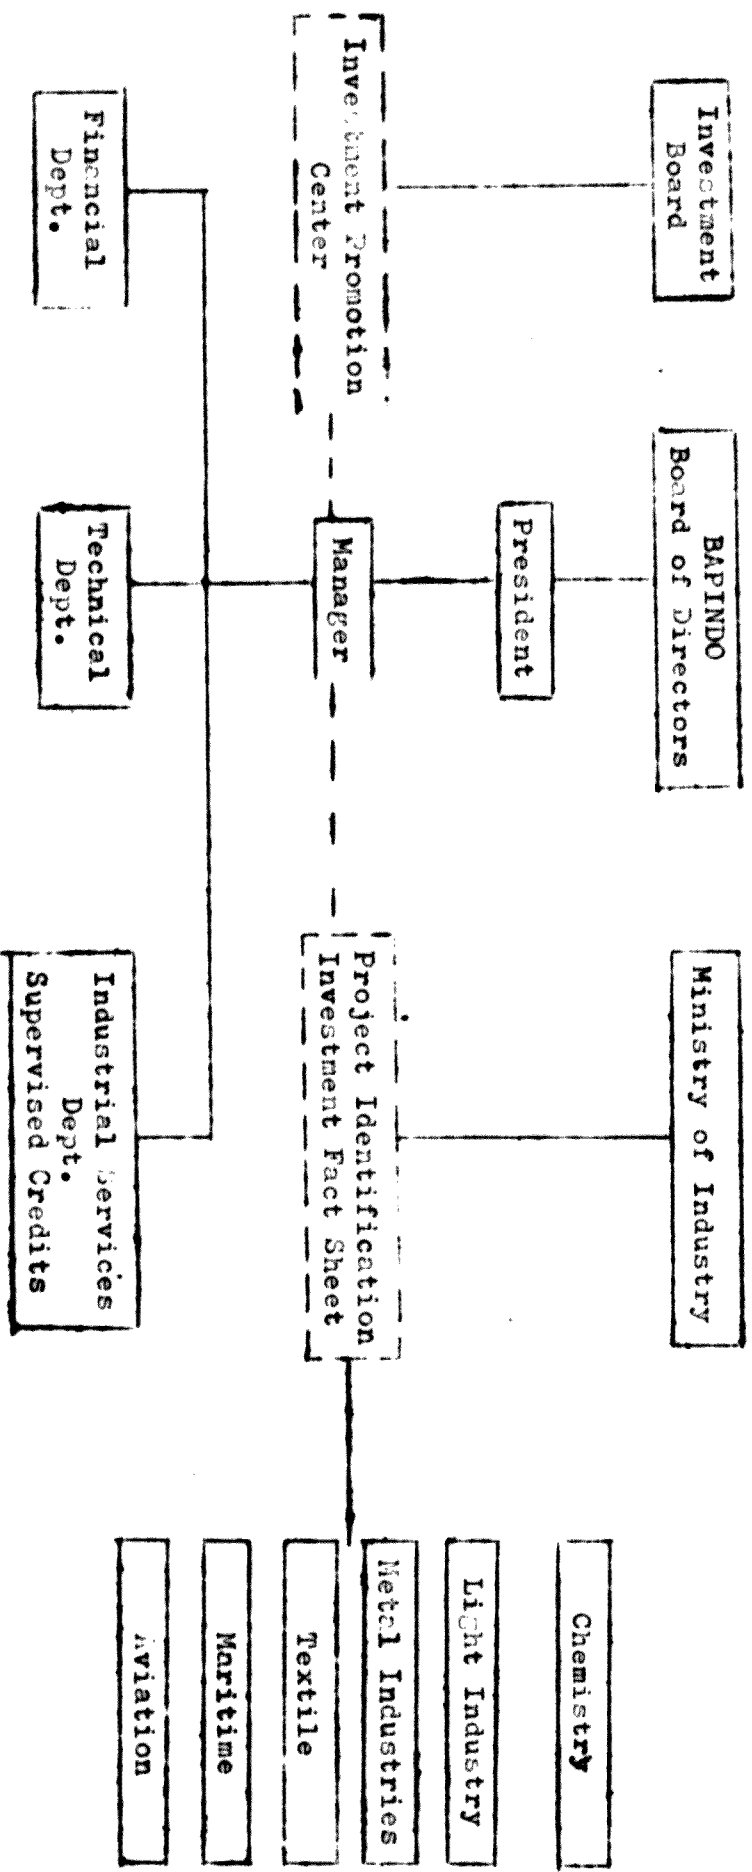 Investment
Board
BAPINDO
Board of Directors
Ministry of Industry
President
Investment Promotion
Center
Manager
Project Identification
Investment Fact Sheet
Financial
Dept.
Technical
Dept.
Industrial Services
Dept.
Supervised Credits
Chemistry
Light Industry
Metal Industries
Textile
Maritime
Aviation